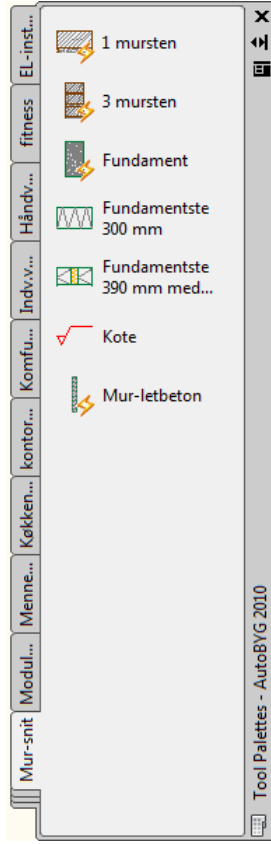 EL-inst...
fitness
Håndv...
Indv.v...
Komfu...
kontor...
Køkken...
Menne...
Modul...
Mur-snit
1 mursten
3 mursten
Fundament
Fundamentste
300 mm
Fundamentste
390 mm med...
Kote
Mur-letbeton
Tool Palettes - AutoBYG 2010